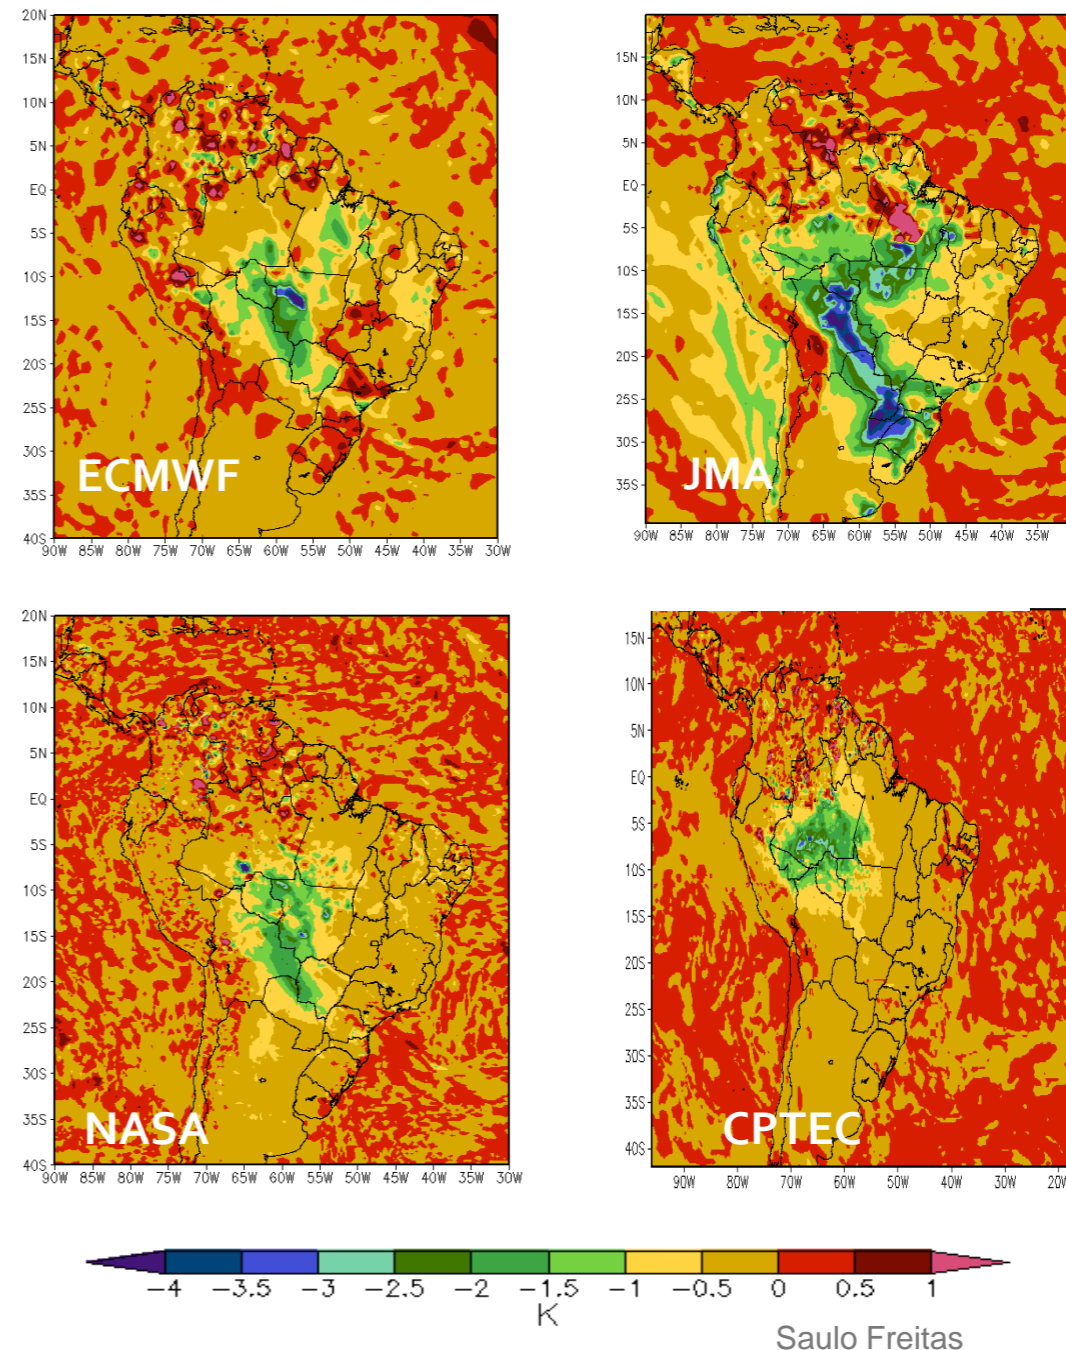 20N
15N
10N
5N
EQ
5S
10S
15S
20S
25S
30S
35S
40S
90W 85W 80W 75W 70W 65W 60W 55W 50W 45W 40W 35W 30W
ECMWF
15N
10N
5N
EQ
5S
10S
15S
20S
25S
30S
35S
90W 85W 80W 75W 70W 65W 60W 55W 50W 45W 40W 35W
JMA
20N
15N
10N
5N
EQ
5S
10S
15S
20S
25S
30S
35S
40S
90W 85W 80W 75W 70W 65W 60W 55W 50W 45W 40W 35W 30W
NASA
15N
10N
5N
EQ
5S
10S
15S
20S
25S
30S
35S
40S
90W 80W 70W 60W 50W 40W 30W 20W
CPTEC
−4 −3.5 −3 −2.5 −2 −1.5 −1 −0.5 0 0.5 1
K
Saulo Freitas